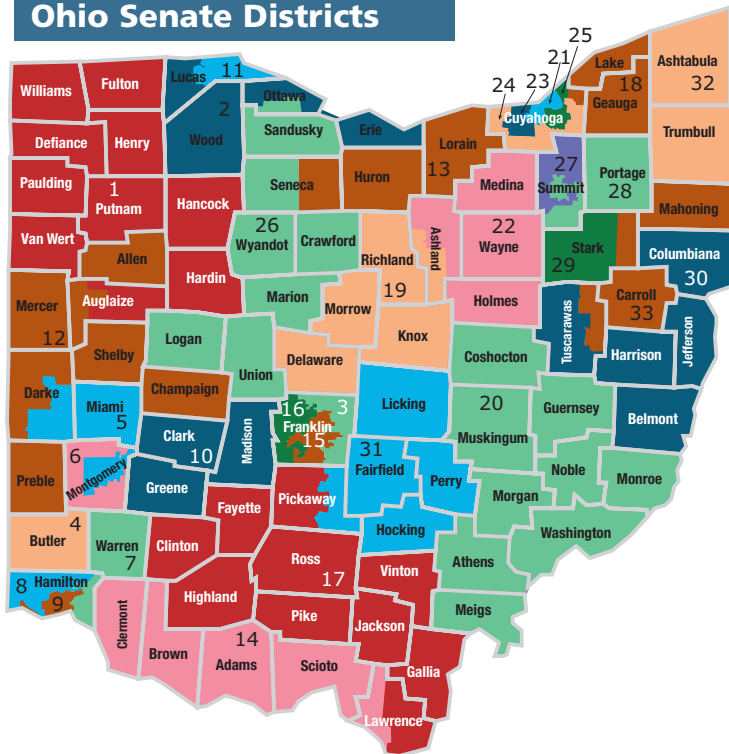 Ohio Senate Districts
25
21
23
24
Lake
18
Geauga
Ashtabula
32
Lucas
11
Williams
Fulton
Ottawa
2
Wood
Cuyahoga
Sandusky
Erie
Lorain
13
Trumbull
Defiance
Henry
Paulding
1
Putnam
Hancock
Seneca
Huron
Medina
27
Summit
Portage
28
Mahoning
Van Wert
26
Wyandot
Crawford
Richland
19
Ashland
22
Wayne
Stark
29
Columbiana
30
Allen
Hardin
Mercer
12
Auglaize
Marion
Morrow
Holmes
Tuscarawas
Carroll
33
Jefferson
Logan
Shelby
Union
Delaware
Knox
Coshocton
Harrison
Darke
Miami
5
Champaign
16
3
Franklin
15
Licking
20
Muskingum
Guernsey
Belmont
Clark
10
Madison
6
Montgomery
Preble
Greene
31
Fairfield
Perry
Noble
Monroe
Morgan
Pickaway
Fayette
4
Butler
Warren
7
Clinton
Hocking
Washington
Ross
17
Vinton
Athens
8
Hamilton
9
Highland
Pike
Jackson
Meigs
Clermont
Brown
14
Adams
Scioto
Gallia
Lawrence